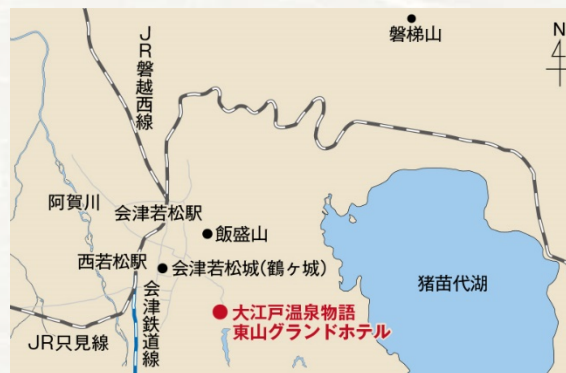 磐梯山
N
JR磐越西線
阿賀川
会津若松駅
飯盛山
西若松駅
会津若松城(鶴ヶ城)
猪苗代湖
会津鉄道線
大江戸温泉物語
東山グランドホテル
JR只見線